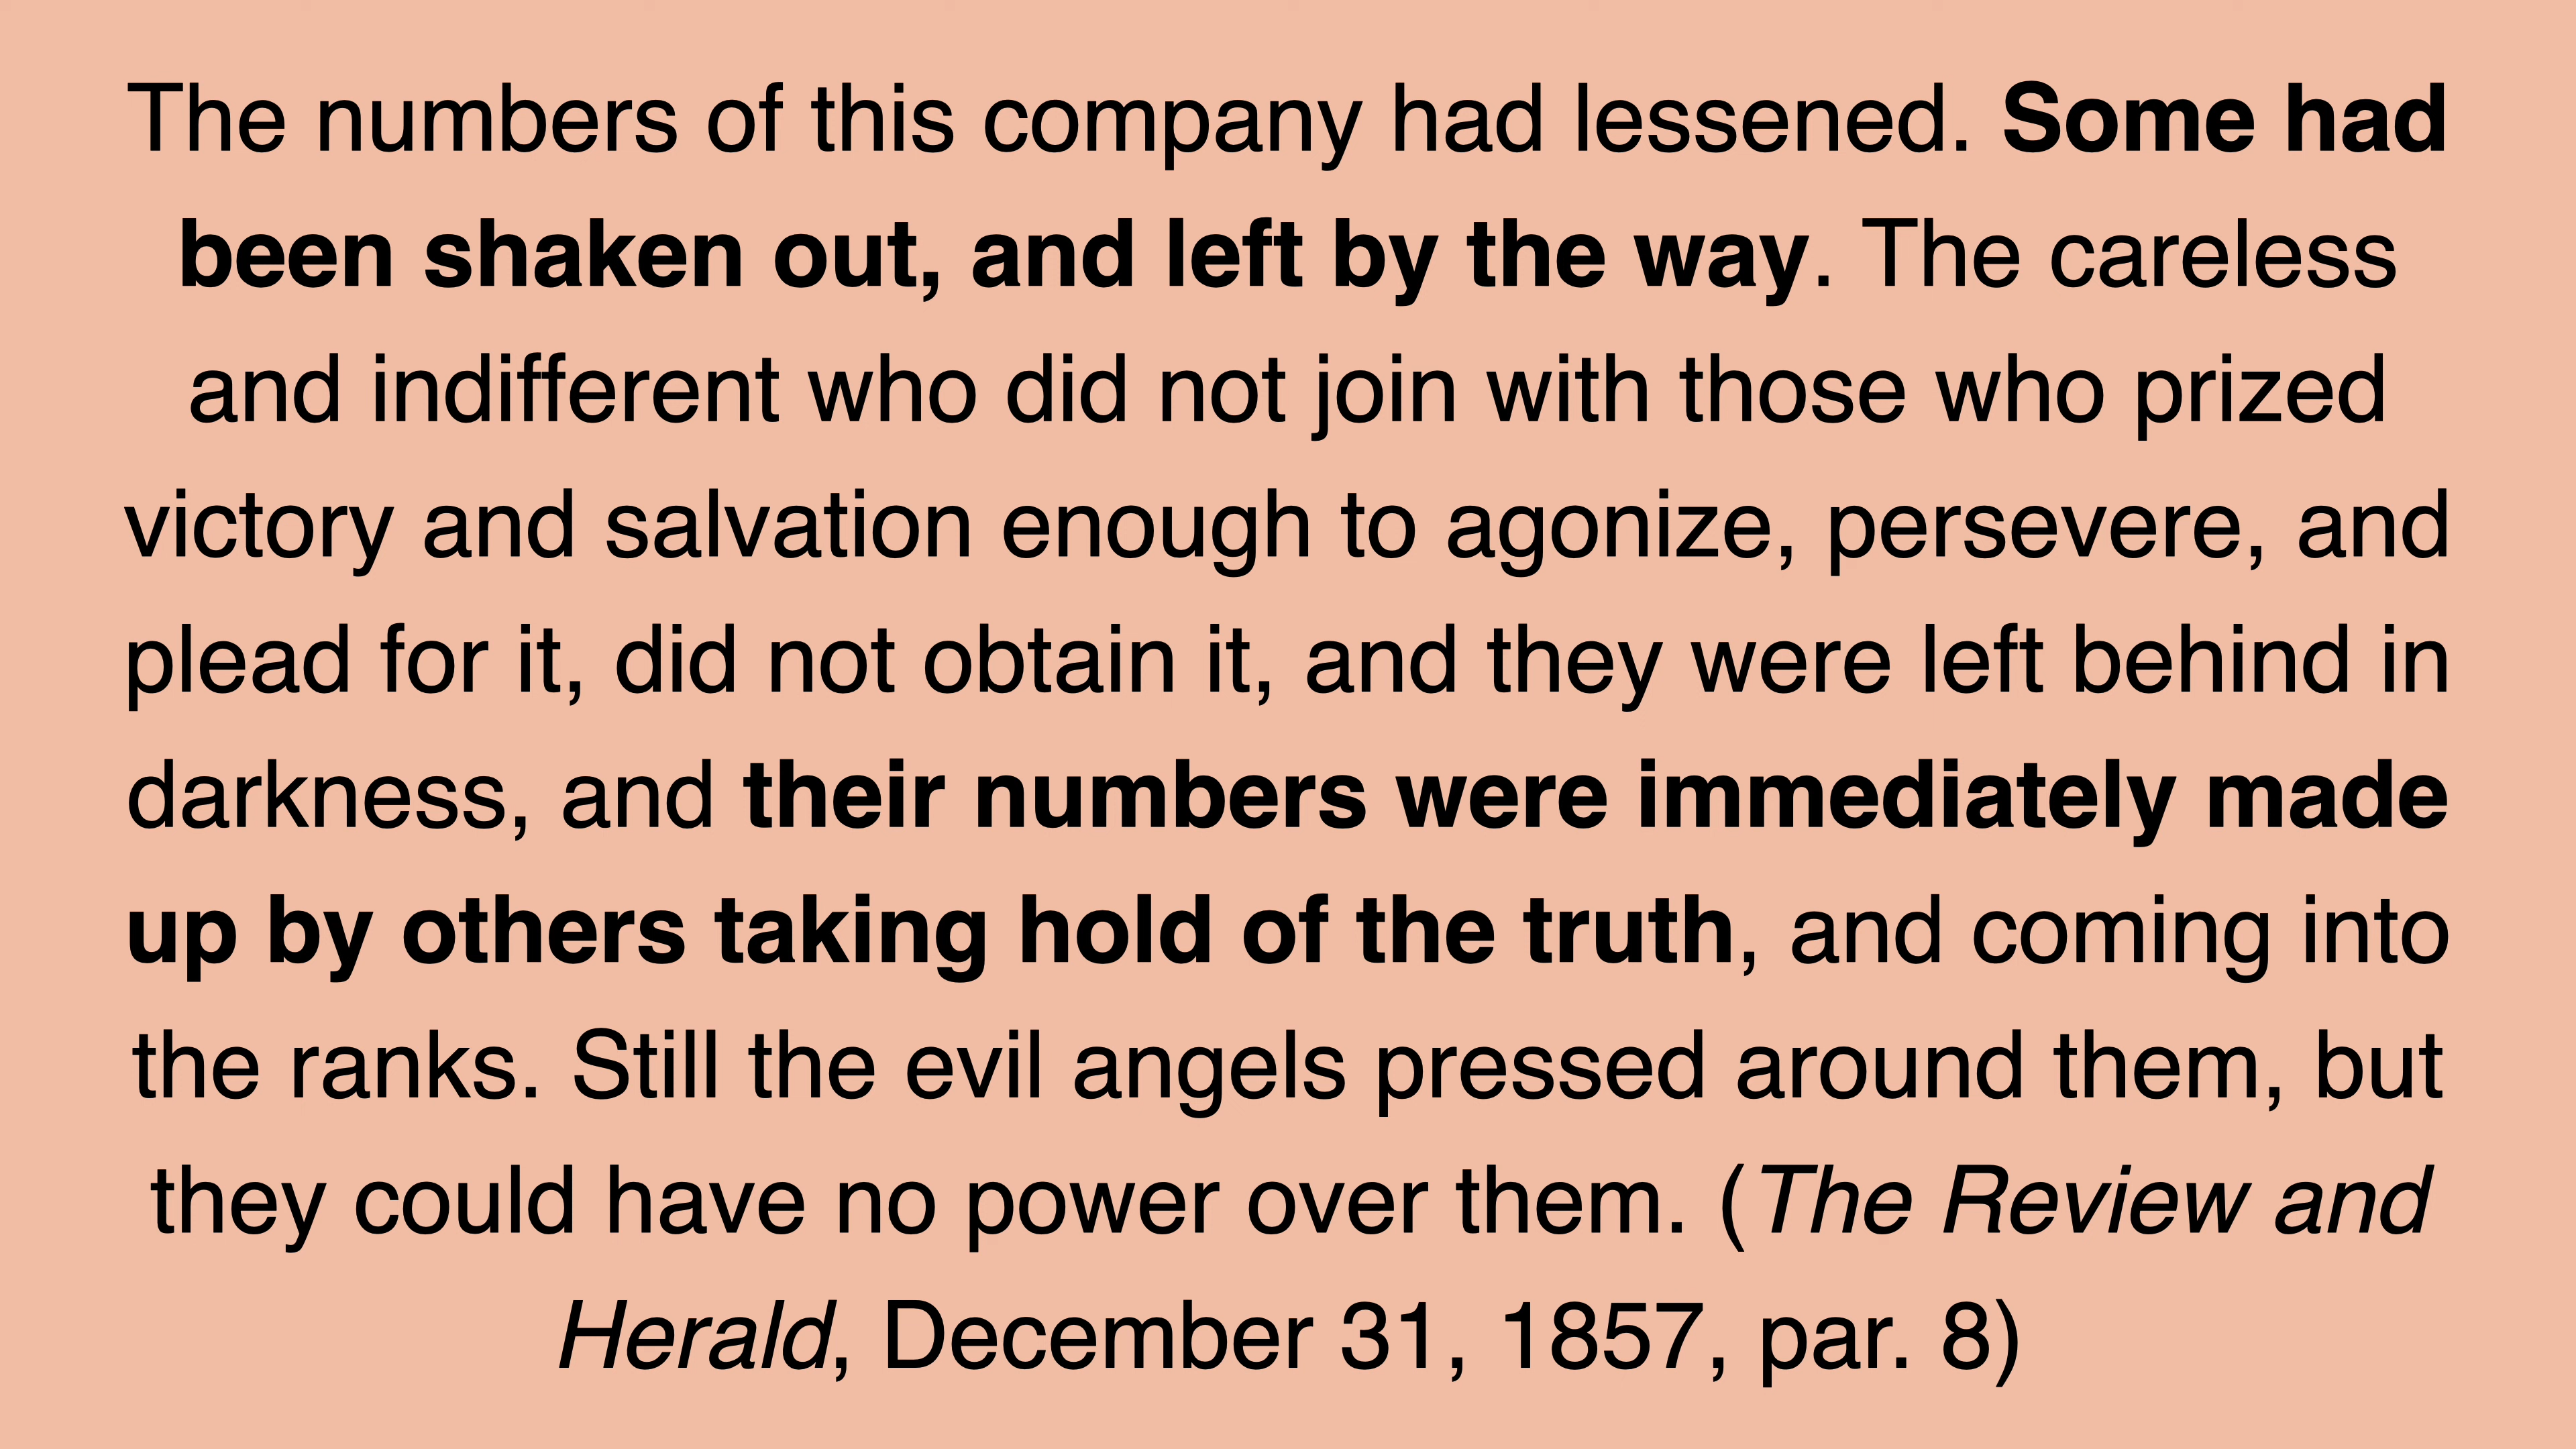 The numbers of this company had lessened. Some had
been shaken out, and left by the way. The careless
and indifferent who did not join with those who prized
victory and salvation enough to agonize, persevere, and
plead for it, did not obtain it, and they were left behind in
darkness, and their numbers were immediately made
up by others taking hold of the truth, and coming into
the ranks. Still the evil angels pressed around them, but
they could have no power over them. (The Review and
Herald, December 31, 1857, par. 8)